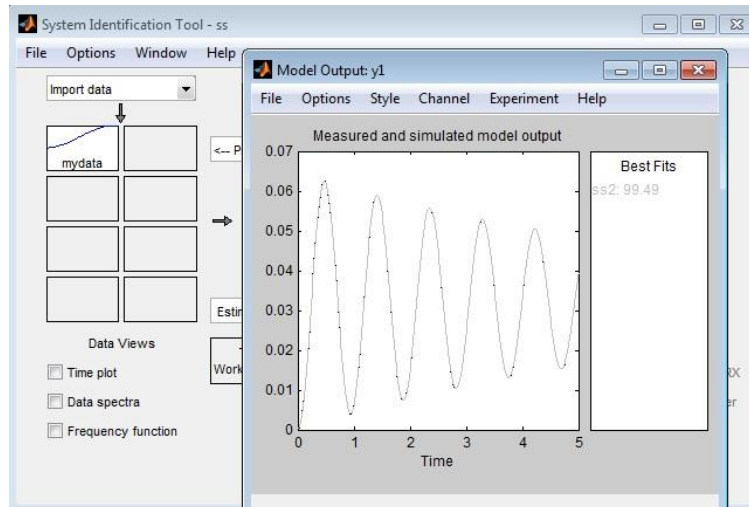 System Identification Tool - ss
File Options Window Help
Import data
mydata
<-- P
Estir
Work
Data Views
Time plot
Data spectra
Frequency function
Model Output: y1
File Options Style Channel Experiment Help
Measured and simulated model output
0.07
0.06
0.05
0.04
0.03
0.02
0.01
0
0 1 2 3 4 5
Time
Best Fits
ss2: 99.49